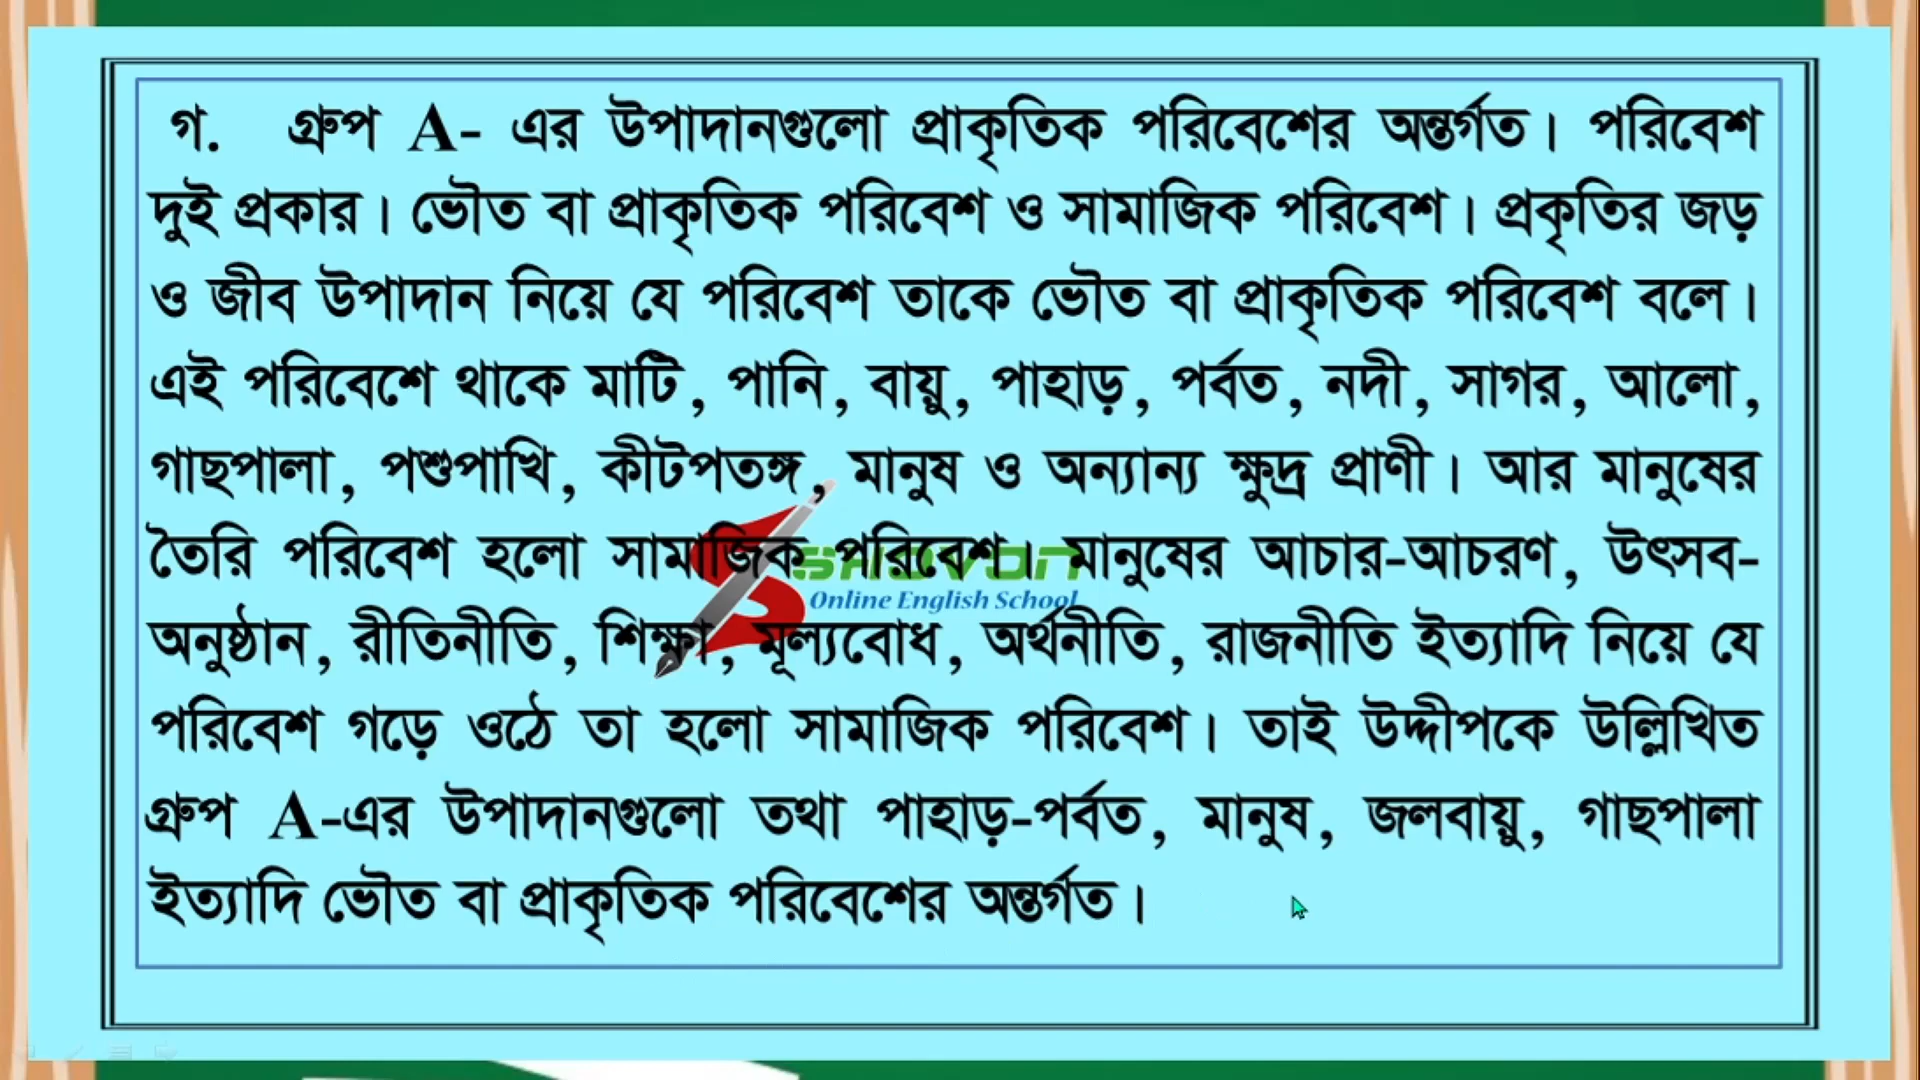 গ. গ্রুপ A- এর উপাদানগুলো প্রাকৃতিক পরিবেশের অন্তর্গত। পরিবেশ
দুই প্রকার। ভৌত বা প্রাকৃতিক পরিবেশ ও সামাজিক পরিবেশ। প্রকৃতির জড়
ও জীব উপাদান নিয়ে যে পরিবেশ তাকে ভৌত বা প্রাকৃতিক পরিবেশ বলে।
এই পরিবেশে থাকে মাটি, পানি, বায়ু, পাহাড়, পর্বত, নদী, সাগর, আলো,
গাছপালা, পশুপাখি, কীটপতঙ্গ, মানুষ ও অন্যান্য ক্ষুদ্র প্রাণী। আর মানুষের
তৈরি পরিবেশ হলো সামাজিক পরিবেশ। মানুষের আচার-আচরণ, উৎসব-
অনুষ্ঠান, রীতিনীতি, শিক্ষা, মূল্যবোধ, অর্থনীতি, রাজনীতি ইত্যাদি নিয়ে যে
পরিবেশ গড়ে ওঠে তা হলো সামাজিক পরিবেশ। তাই উদ্দীপকে উল্লিখিত
গ্রুপ A-এর উপাদানগুলো তথা পাহাড়-পর্বত, মানুষ, জলবায়ু, গাছপালা
ইত্যাদি ভৌত বা প্রাকৃতিক পরিবেশের অন্তর্গত।
SHOVON
Online English School